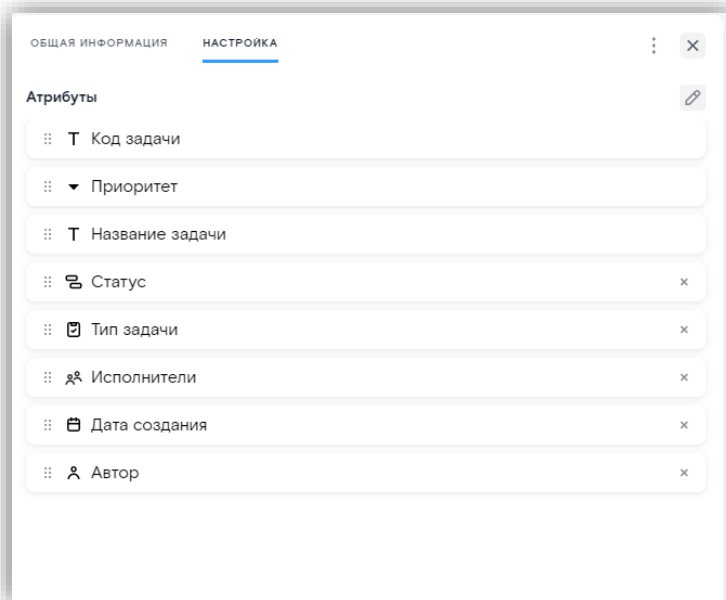 ОБЩАЯ ИНФОРМАЦИЯ НАСТРОЙКА
Атрибуты
Код задачи
Приоритет
Название задачи
Статус
Тип задачи
Исполнители
Дата создания
Автор